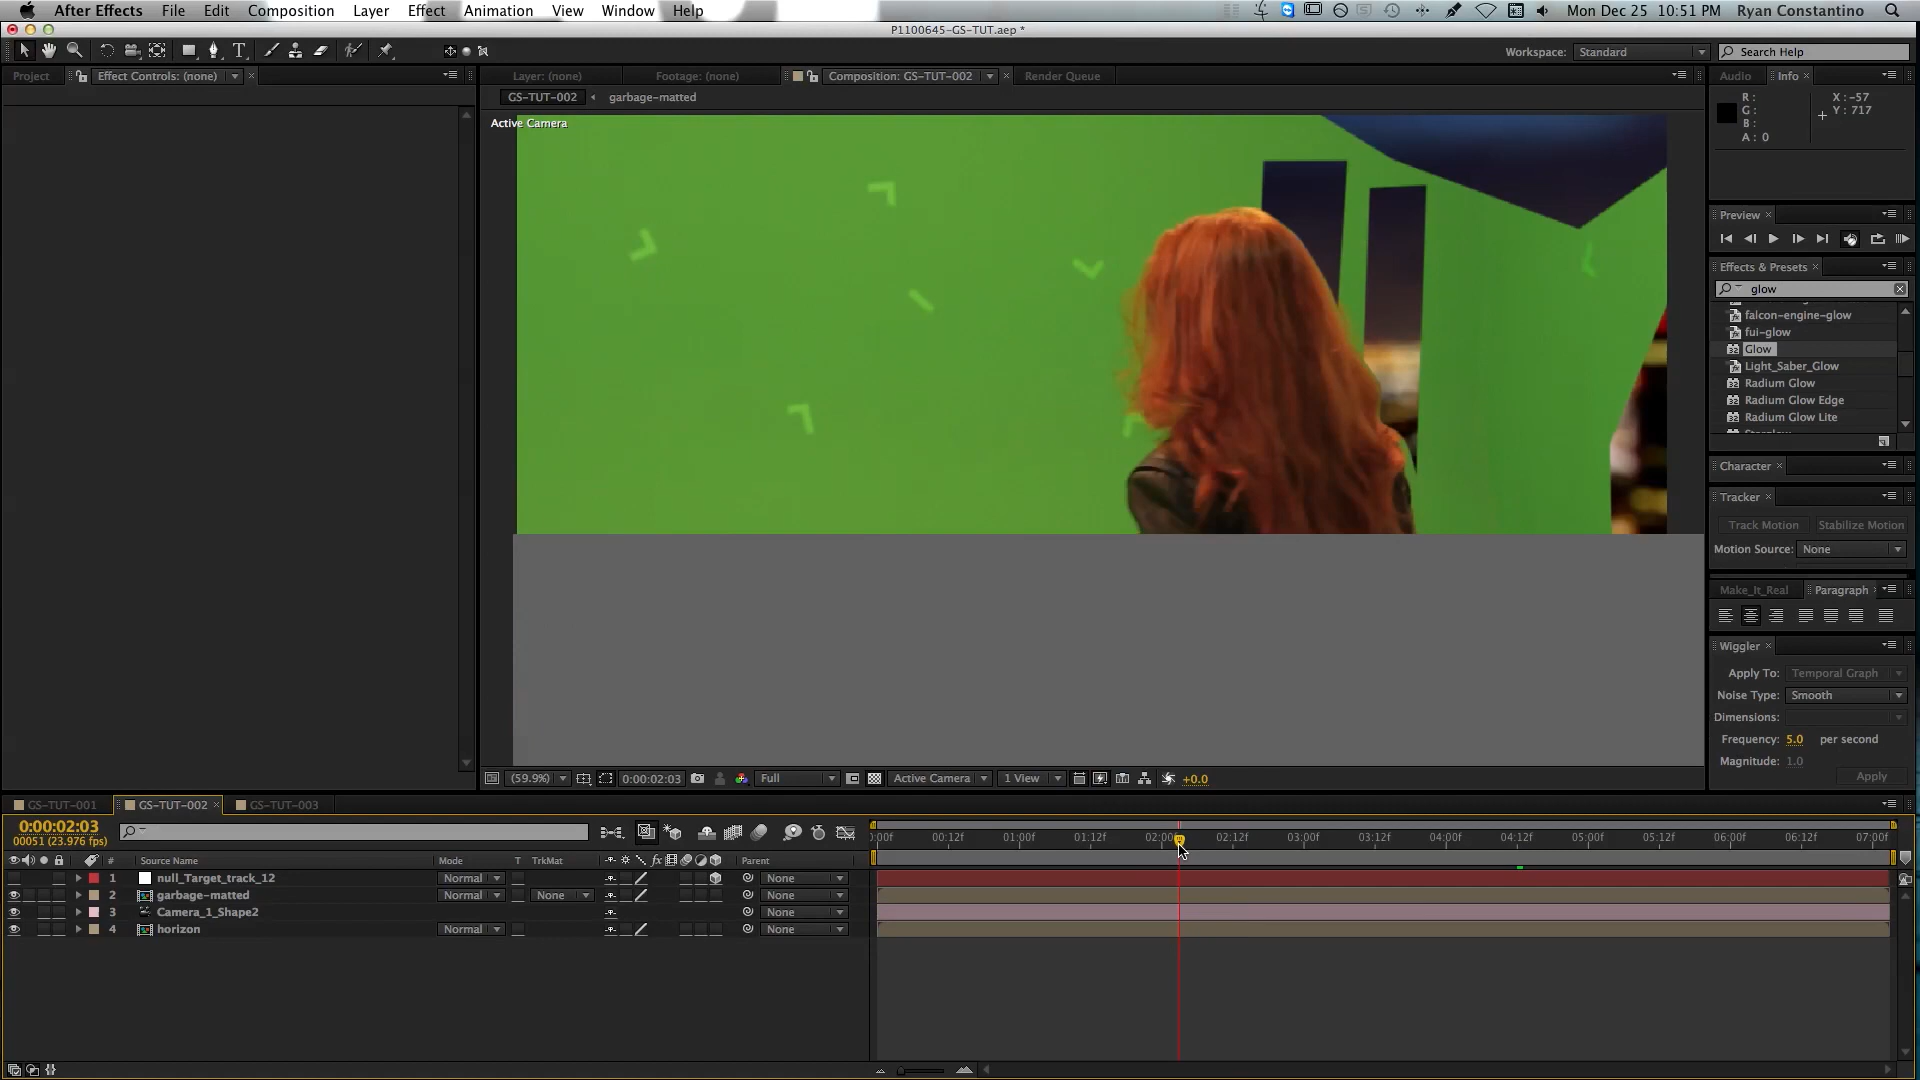 After Effects File Edit Composition Layer Effect Animation View Window Help Mon Dec 25 10:51 PM Ryan Constantino
P1100645-GS-TUT.aep *
Workspace: Standard Search Help
Project Effect Controls: (none) Layer: (none) Footage: (none) Composition: GS-TUT-002 Render Queue Audio Info
GS-TUT-002 garbage-matted
R :
G :
B :
A : 0
X : -57
Y : 717
Active Camera
Preview
Effects & Presets
glow
falcon-engine-glow
fui-glow
Glow
Light_Saber_Glow
Radium Glow
Radium Glow Edge
Radium Glow Lite
Character
Tracker
Track Motion Stabilize Motion
Motion Source: None
Make_It_Real Paragraph
Wiggler
Apply To: Temporal Graph
Noise Type: Smooth
Dimensions:
Frequency: 5.0 per second
Magnitude: 1.0
Apply
(59.9%) 0:00:02:03 Full Active Camera 1 View +0.0
GS-TUT-001 GS-TUT-002 GS-TUT-003
0:00:02:03
00051 (23.976 fps)
:00f 00:12f 01:00f 01:12f 02:00f 02:12f 03:00f 03:12f 04:00f 04:12f 05:00f 05:12f 06:00f 06:12f 07:00f
# Source Name Mode T TrkMat fx Parent
1 null_Target_track_12 Normal None
2 garbage-matted Normal None None
3 Camera_1_Shape2 None
4 horizon Normal None